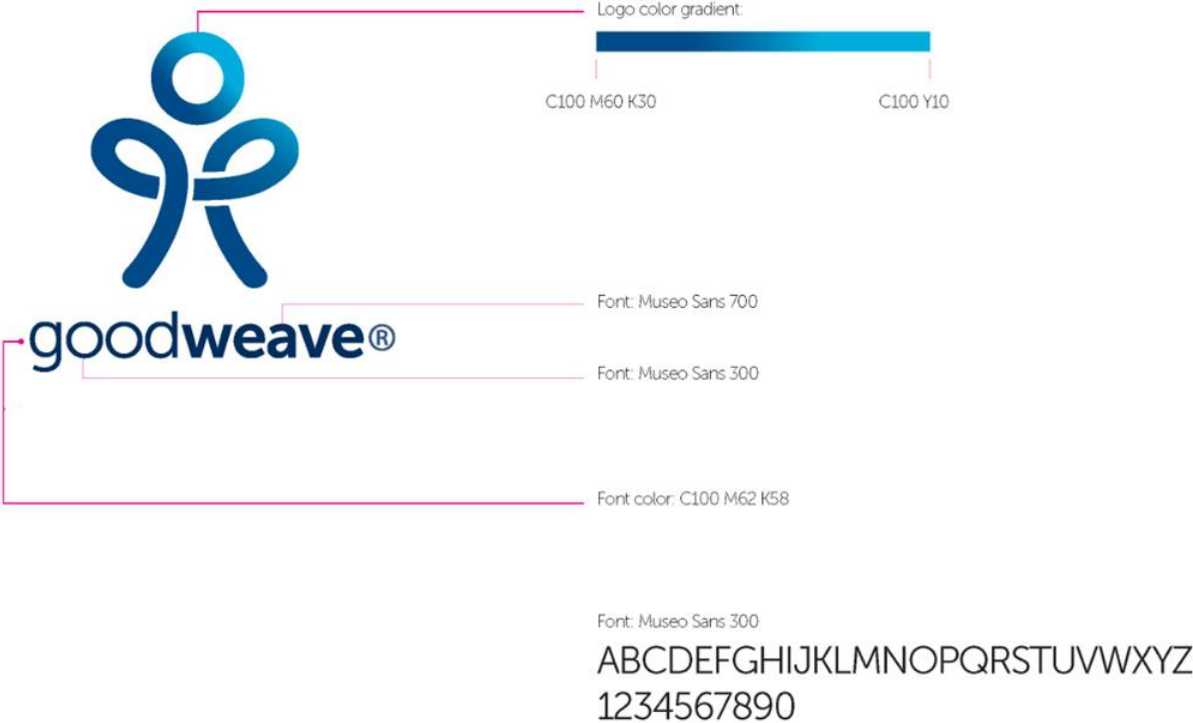 Logo color gradient:
C100 M60 K30 C100 Y10
Font: Museo Sans 700
goodweave®
Font: Museo Sans 300
Font color: C100 M62 K58
Font: Museo Sans 300
ABCDEFGHIJKLMNOPQRSTUVWXYZ
1234567890